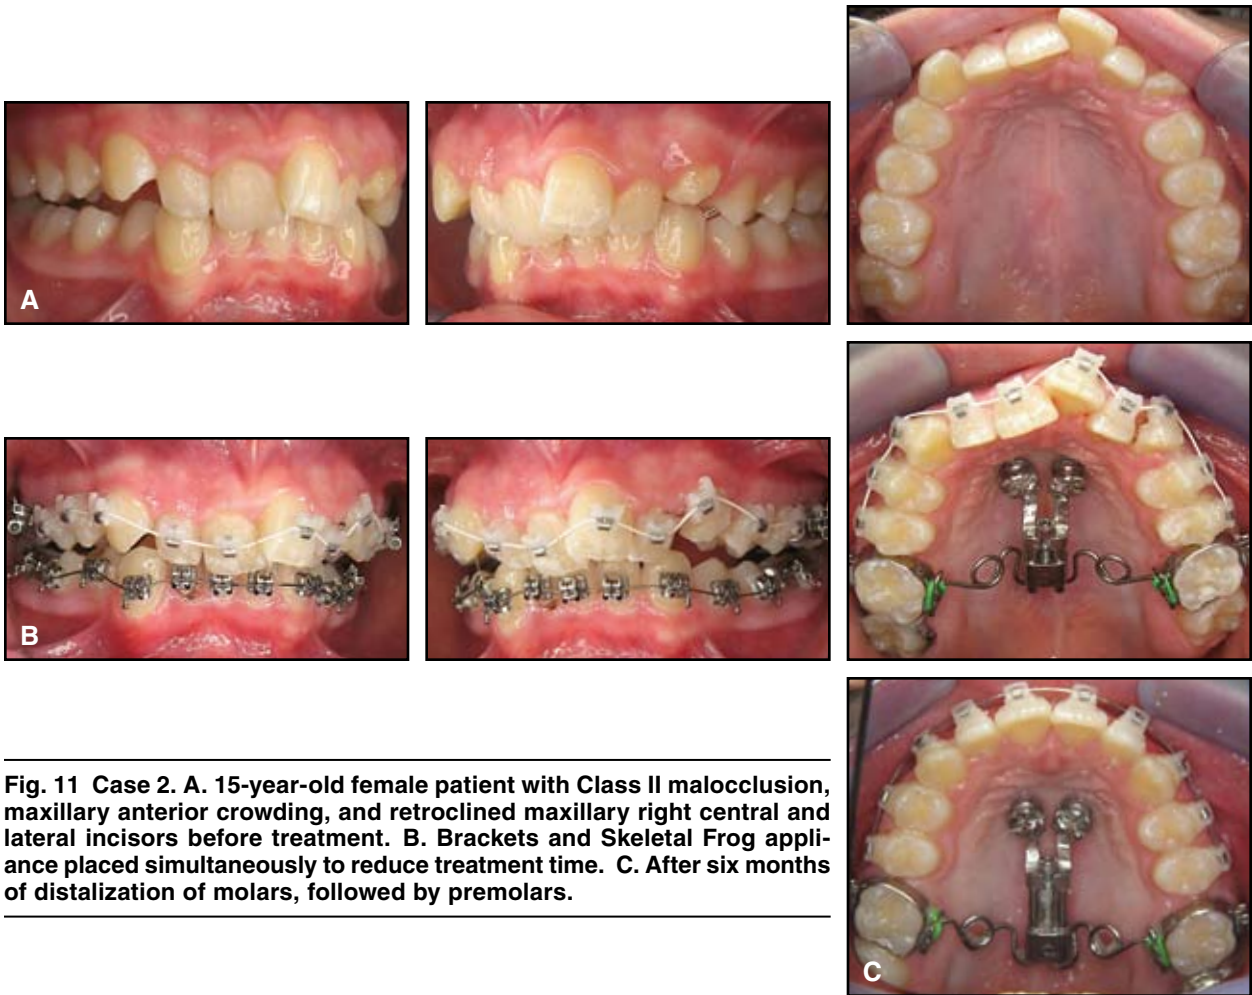 A
B
Fig. 11 Case 2. A. 15-year-old female patient with Class II malocclusion,
maxillary anterior crowding, and retroclined maxillary right central and
lateral incisors before treatment. B. Brackets and Skeletal Frog appli-
ance placed simultaneously to reduce treatment time. C. After six months
of distalization of molars, followed by premolars.
C